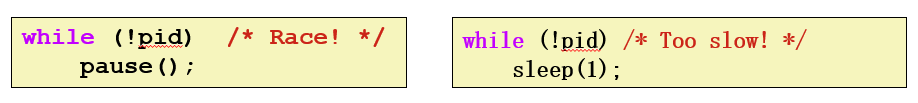 while (!pid)  /* Race! */
    pause();
while (!pid) /* Too slow! */
    sleep(1);